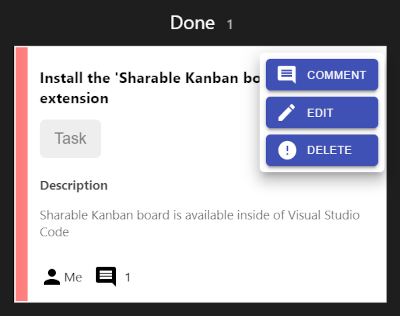 Done 1
Install the 'Sharable Kanban bo
extension
COMMENT
EDIT
DELETE
Task
Description
Sharable Kanban board is available inside of Visual Studio
Code
Me 1